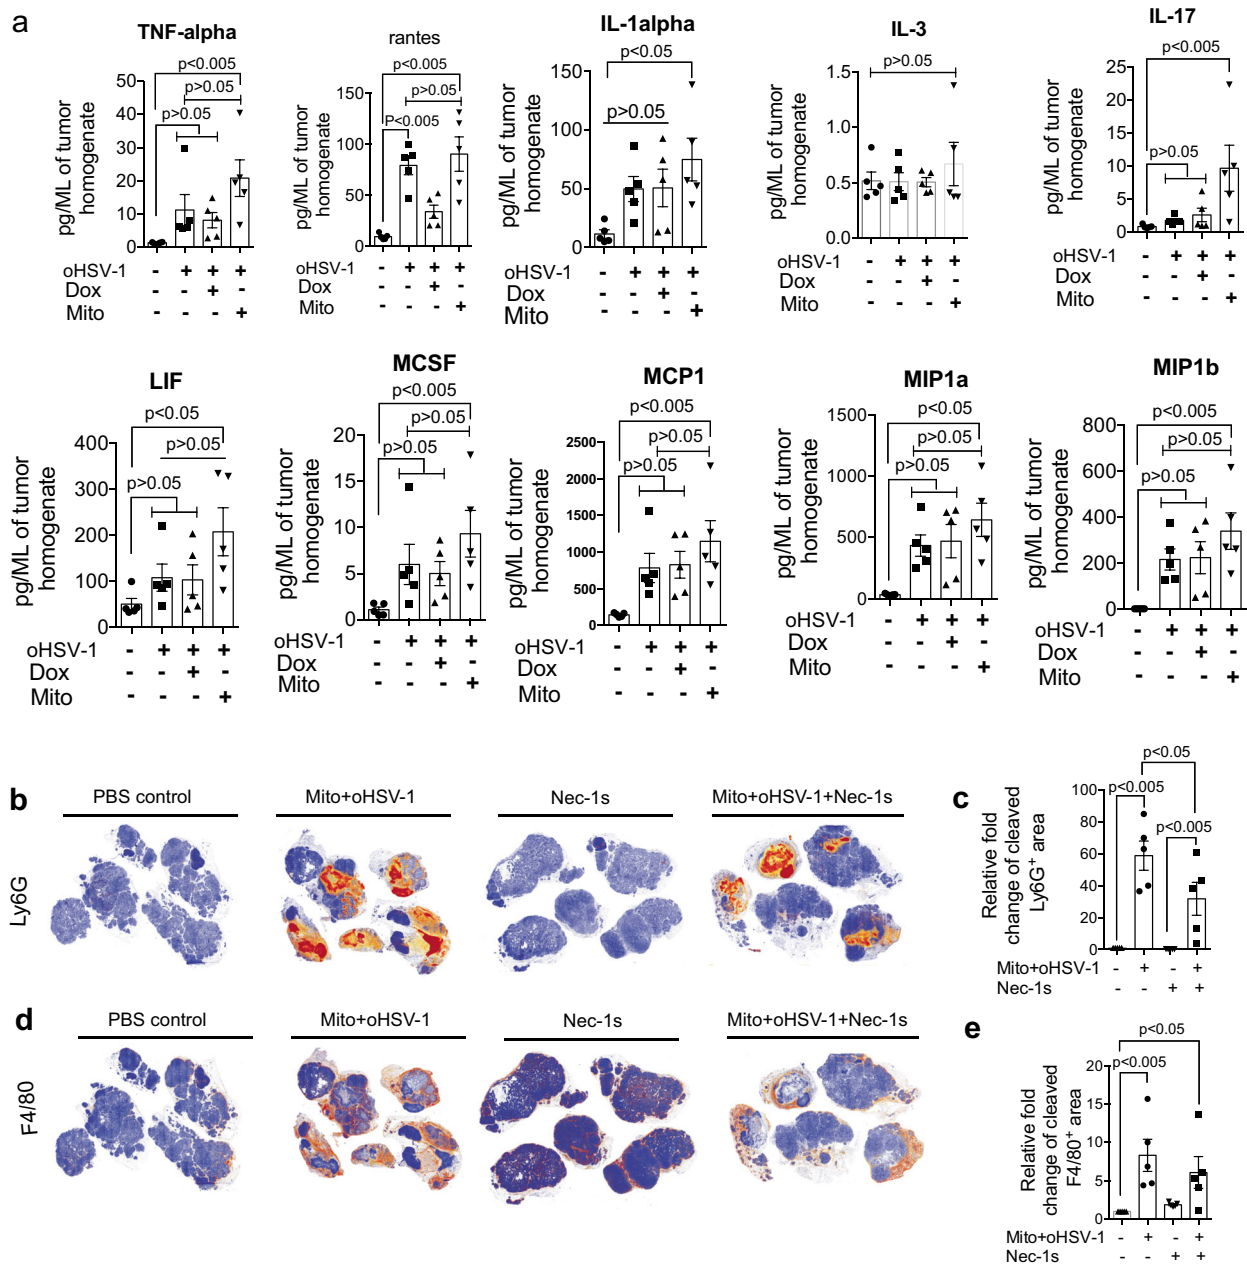 a
TNF-alpha
pg/ML of tumor
homogenate
50
40
30
20
10
0
p<0.005
p>0.05
p>0.05
oHSV-1 - + + +
Dox - - + -
Mito - - - +
rantes
pg/ML of tumor
homogenate
150
100
50
0
p<0.005
p>0.05
P<0.005
oHSV-1 - + + +
Dox - - + -
Mito - - - +
IL-1alpha
pg/ML of tumor
homogenate
150
100
50
0
p<0.05
p>0.05
oHSV-1 - + + +
Dox - - + -
Mito - - - +
IL-3
pg/ML of tumor
homogenate
1.5
1.0
0.5
0.0
p>0.05
oHSV-1 - + + +
Dox - - + -
Mito - - - +
IL-17
pg/ML of tumor
homogenate
25
20
15
10
5
0
p<0.005
p>0.05
oHSV-1 - + + +
Dox - - + -
Mito - - - +
LIF
pg/ML of tumor
homogenate
400
300
200
100
0
p<0.05
p>0.05
p>0.05
oHSV-1 - + + +
Dox - - + -
Mito - - - +
MCSF
pg/ML of tumor
homogenate
20
15
10
5
0
p<0.005
p>0.05
p>0.05
oHSV-1 - + + +
Dox - - + -
Mito - - - +
MCP1
pg/ML of tumor
homogenate
2500
2000
1500
1000
500
0
p<0.005
p>0.05
p>0.05
oHSV-1 - + + +
Dox - - + -
Mito - - - +
MIP1a
pg/ML of tumor
homogenate
1500
1000
500
0
p<0.05
p>0.05
p>0.05
oHSV-1 - + + +
Dox - - + -
Mito - - - +
MIP1b
pg/ML of tumor
homogenate
800
600
400
200
0
p<0.005
p>0.05
p>0.05
oHSV-1 - + + +
Dox - - + -
Mito - - - +
b
PBS control
Mito+oHSV-1
Nec-1s
Mito+oHSV-1+Nec-1s
Ly6G
c
Relative fold
change of cleaved
Ly6G+ area
100
80
60
40
20
0
p<0.05
p<0.005
p<0.005
Mito+oHSV-1 - + - +
Nec-1s - - + +
d
PBS control
Mito+oHSV-1
Nec-1s
Mito+oHSV-1+Nec-1s
F4/80
e
Relative fold
change of cleaved
F4/80+ area
20
15
10
5
0
p<0.05
p<0.005
Mito+oHSV-1 - + - +
Nec-1s - - + +